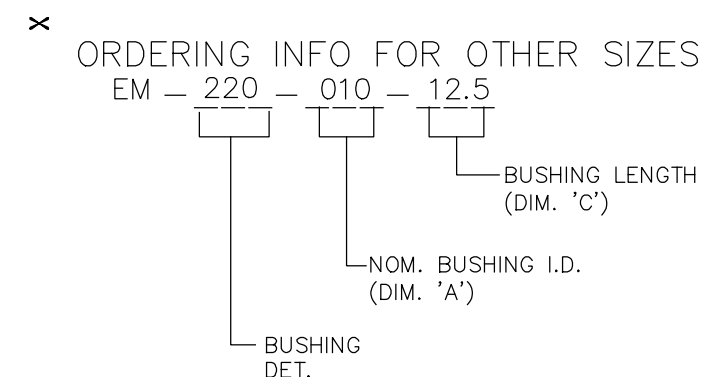 ORDERING INFO FOR OTHER SIZES
EM – 220 – 010 – 12.5
BUSHING LENGTH
(DIM. 'C')
NOM. BUSHING I.D.
(DIM. 'A')
BUSHING
DET.